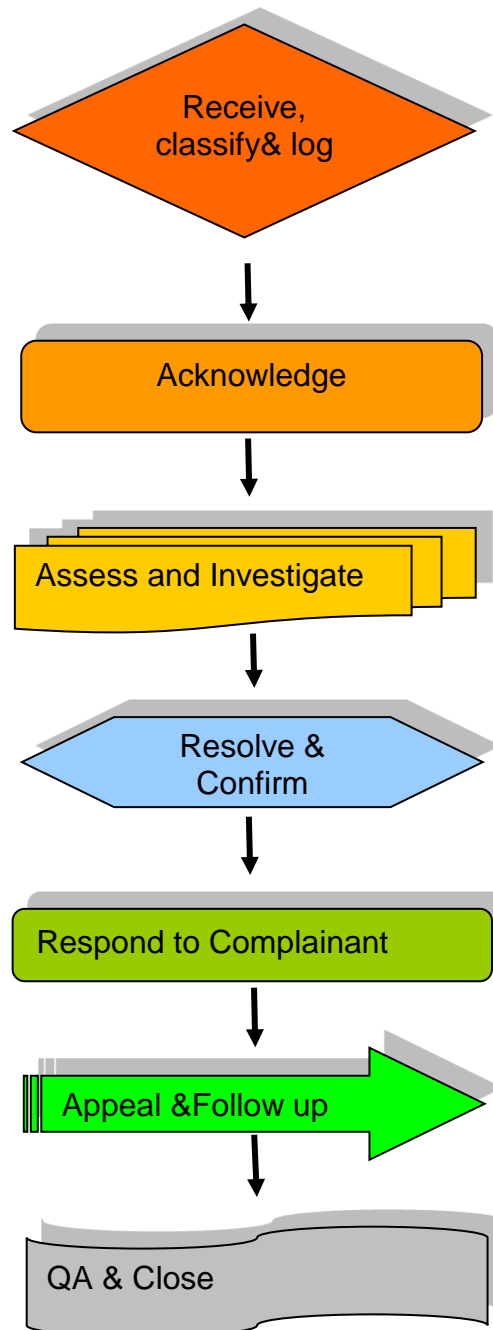 Receive,
classify& log
Acknowledge
Assess and Investigate
Resolve &
Confirm
Respond to Complainant
Appeal &Follow up
QA & Close